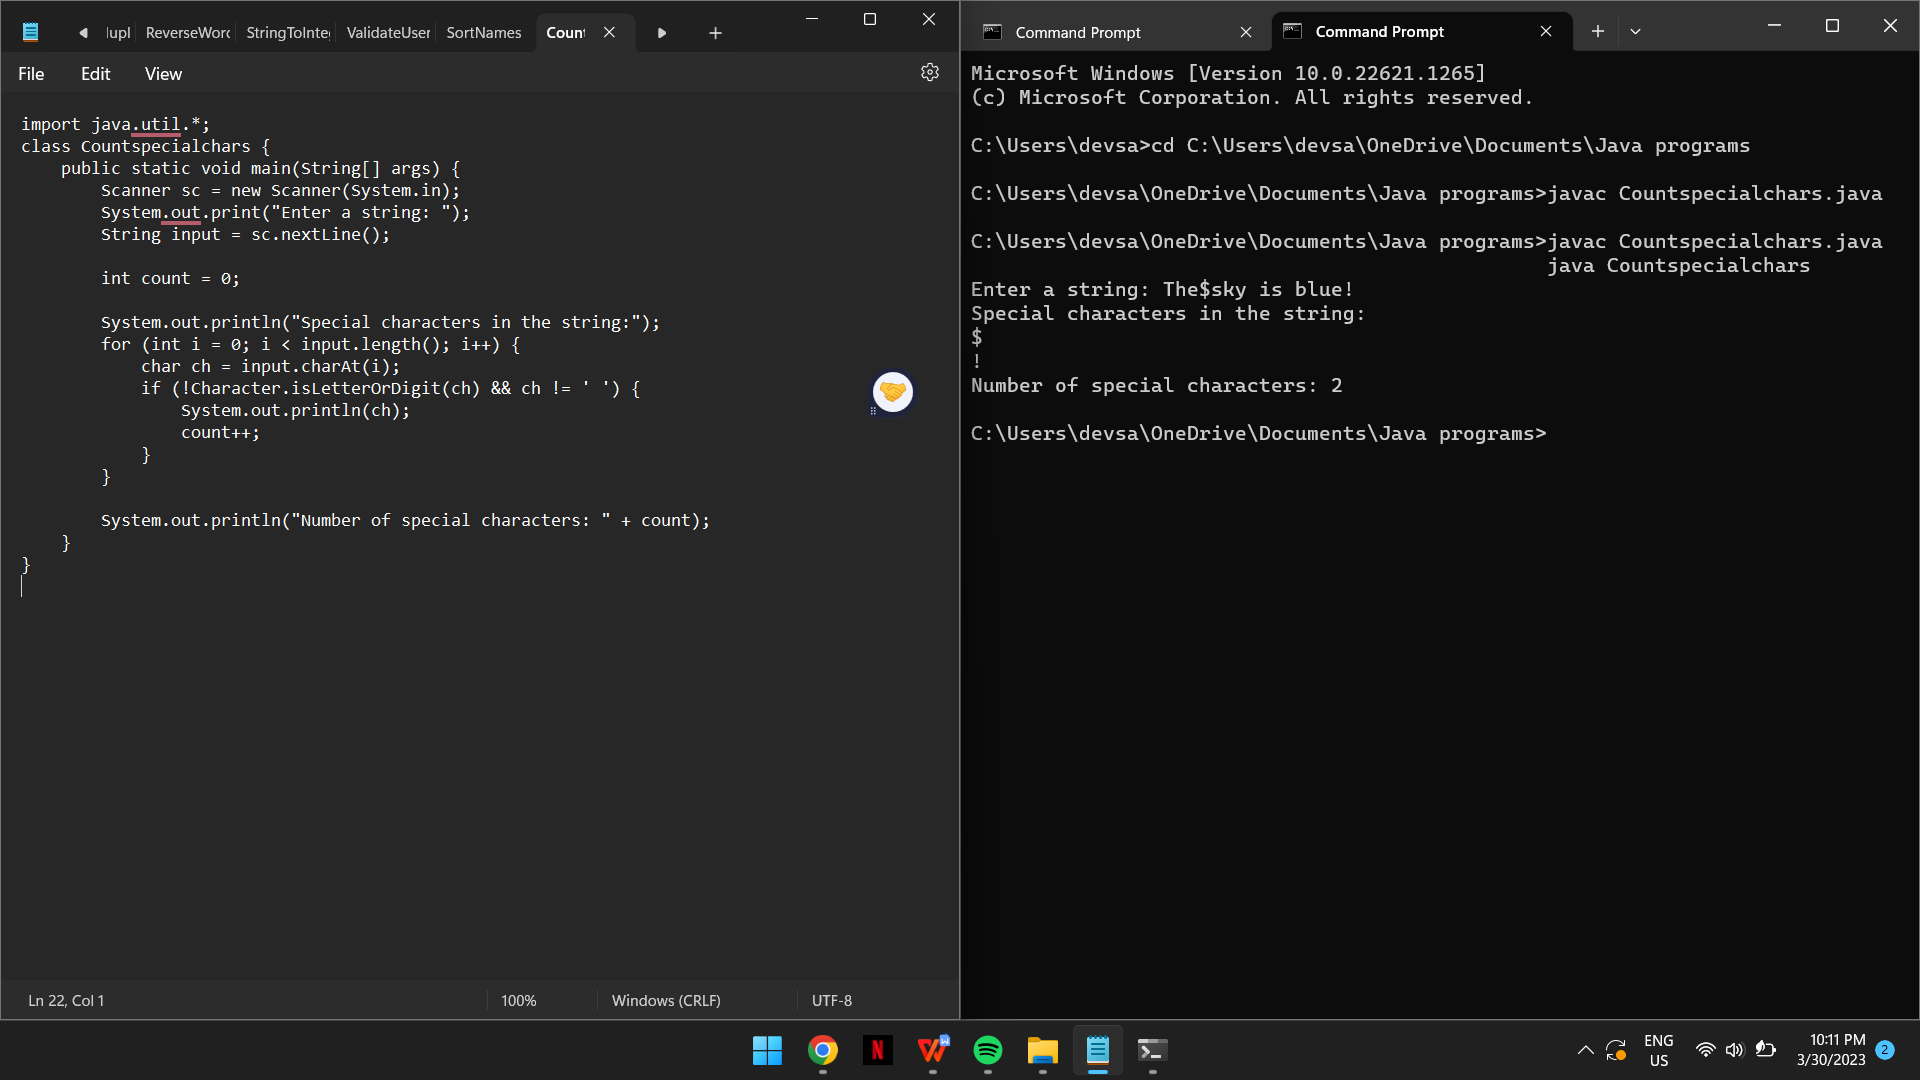 ReverseWord StringToInteg ValidateUser SortNames Count
File Edit View
import java.util.*;
class Countspecialchars {
    public static void main(String[] args) {
        Scanner sc = new Scanner(System.in);
        System.out.print("Enter a string: ");
        String input = sc.nextLine();
        int count = 0;
        System.out.println("Special characters in the string:");
        for (int i = 0; i < input.length(); i++) {
            char ch = input.charAt(i);
            if (!Character.isLetterOrDigit(ch) && ch != ' ') {
                System.out.println(ch);
                count++;
            }
        }
        System.out.println("Number of special characters: " + count);
    }
}
Ln 22, Col 1 100% Windows (CRLF) UTF-8
Command Prompt Command Prompt
Microsoft Windows [Version 10.0.22621.1265]
(c) Microsoft Corporation. All rights reserved.
C:\Users\devsa>cd C:\Users\devsa\OneDrive\Documents\Java programs
C:\Users\devsa\OneDrive\Documents\Java programs>javac Countspecialchars.java
C:\Users\devsa\OneDrive\Documents\Java programs>javac Countspecialchars.java
java Countspecialchars
Enter a string: The$sky is blue!
Special characters in the string:
$
!
Number of special characters: 2
C:\Users\devsa\OneDrive\Documents\Java programs>
ENG
US
10:11 PM
3/30/2023
2